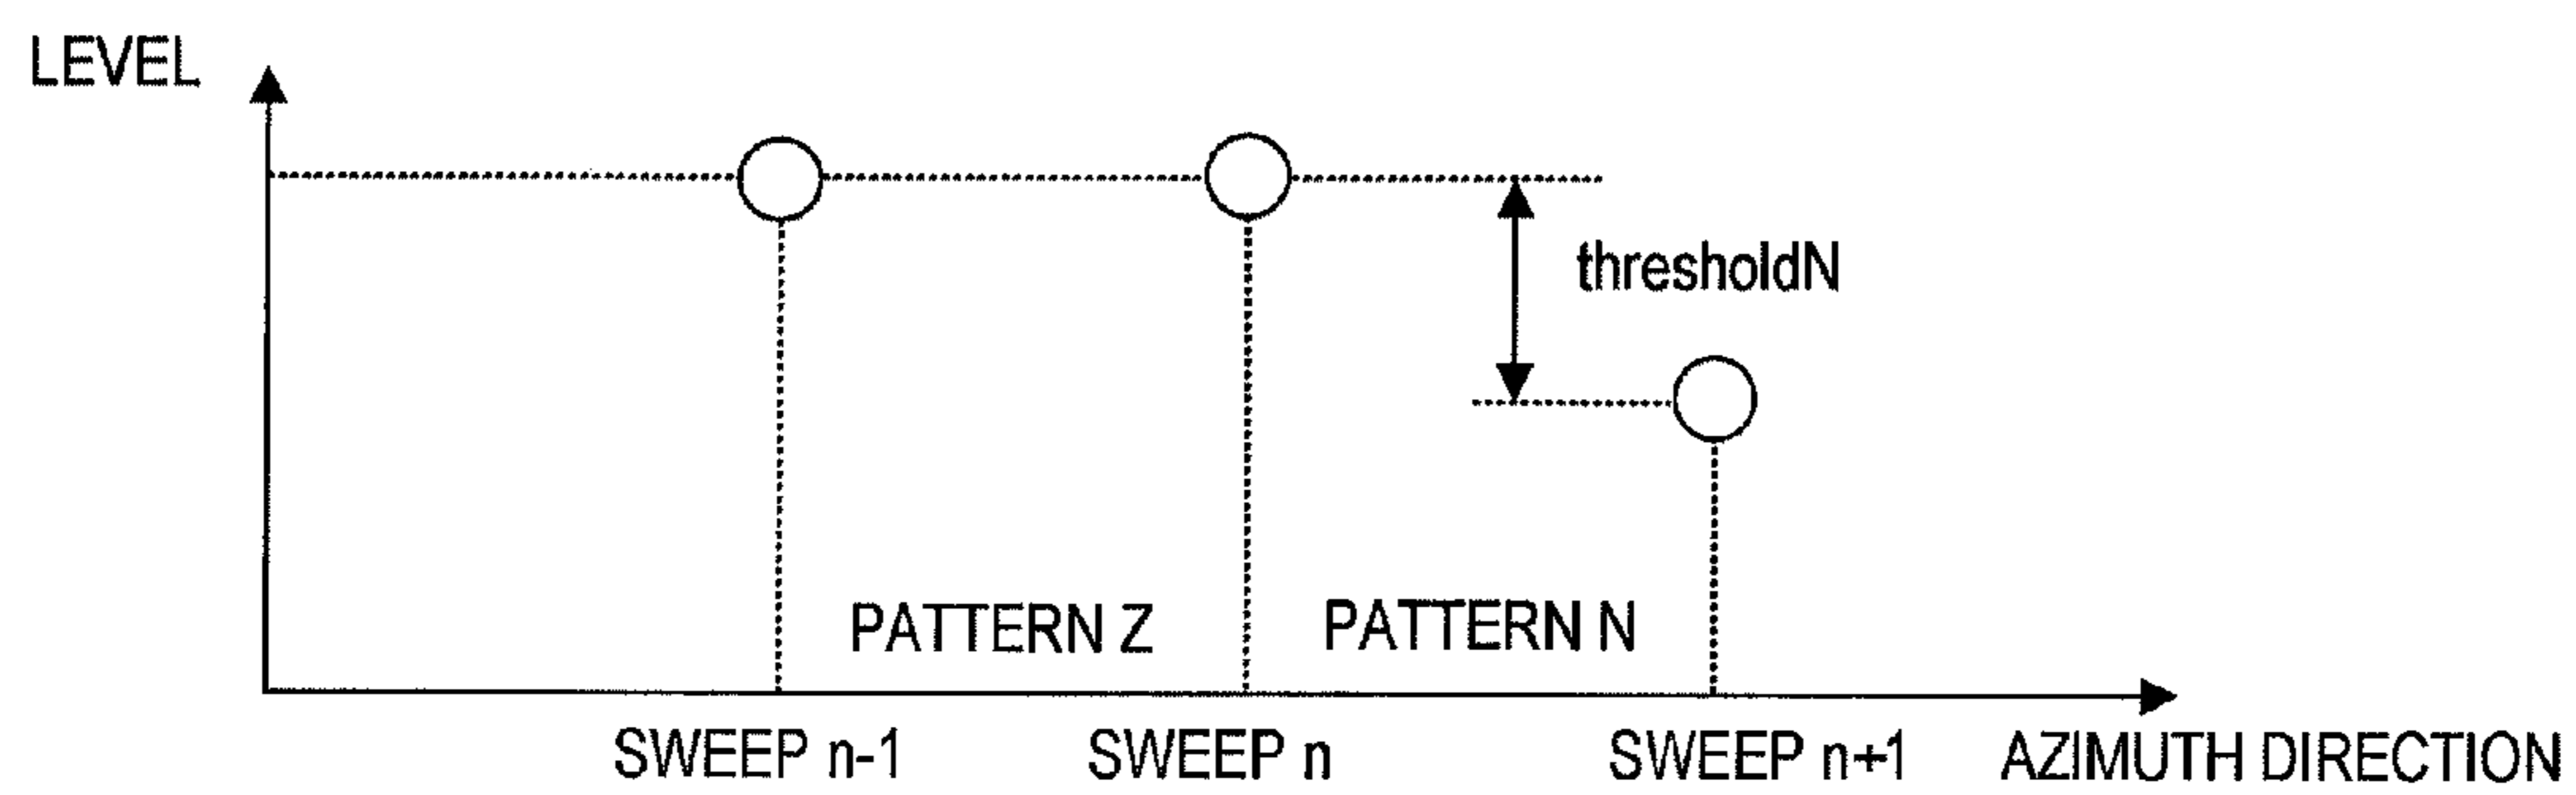 LEVEL
thresholdN
PATTERN Z
PATTERN N
SWEEP n-1
SWEEP n
SWEEP n+1
AZIMUTH DIRECTION